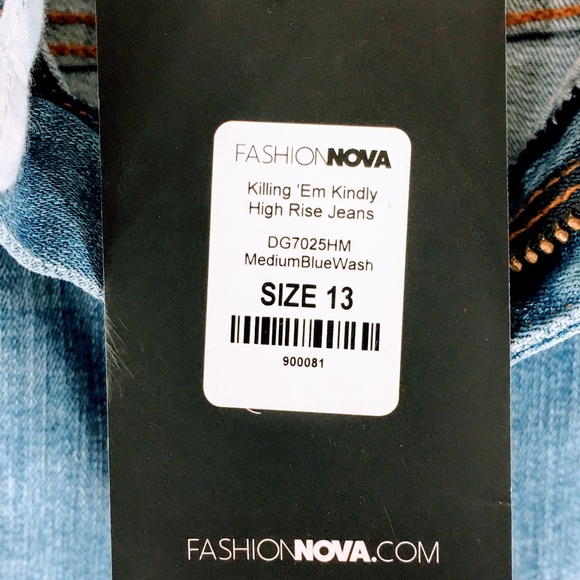 FASHIONNOVA
Killing 'Em Kindly
High Rise Jeans
DG7025HM
MediumBlueWash
SIZE 13
900081
FASHIONNOVA.COM